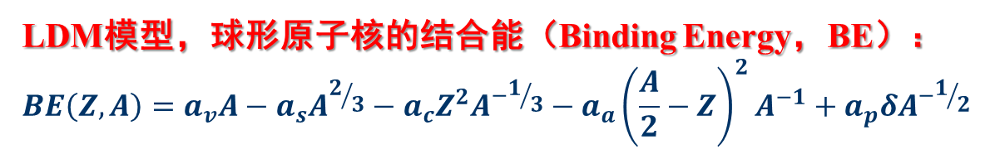 LDM模型，球形原子核的结合能（Binding Energy，BE）：
BE(Z, A) = a_v A − a_s A^{2/3} − a_c Z^2 A^{−1/3} − a_a (A/2 − Z)^2 A^{−1} + a_p δA^{−1/2}